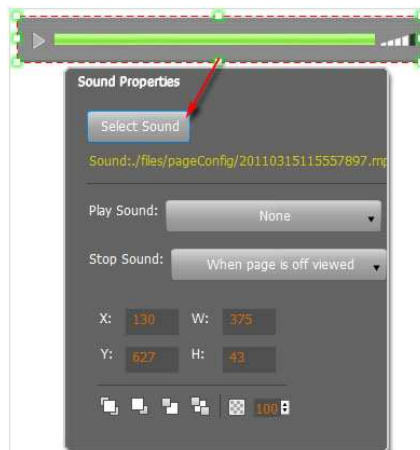 Sound Properties
Select Sound
Sound:./files/pageConfig/20110315115557897.mp
Play Sound: None
Stop Sound: When page is off viewed
X: 130 W: 375
Y: 627 H: 43
100